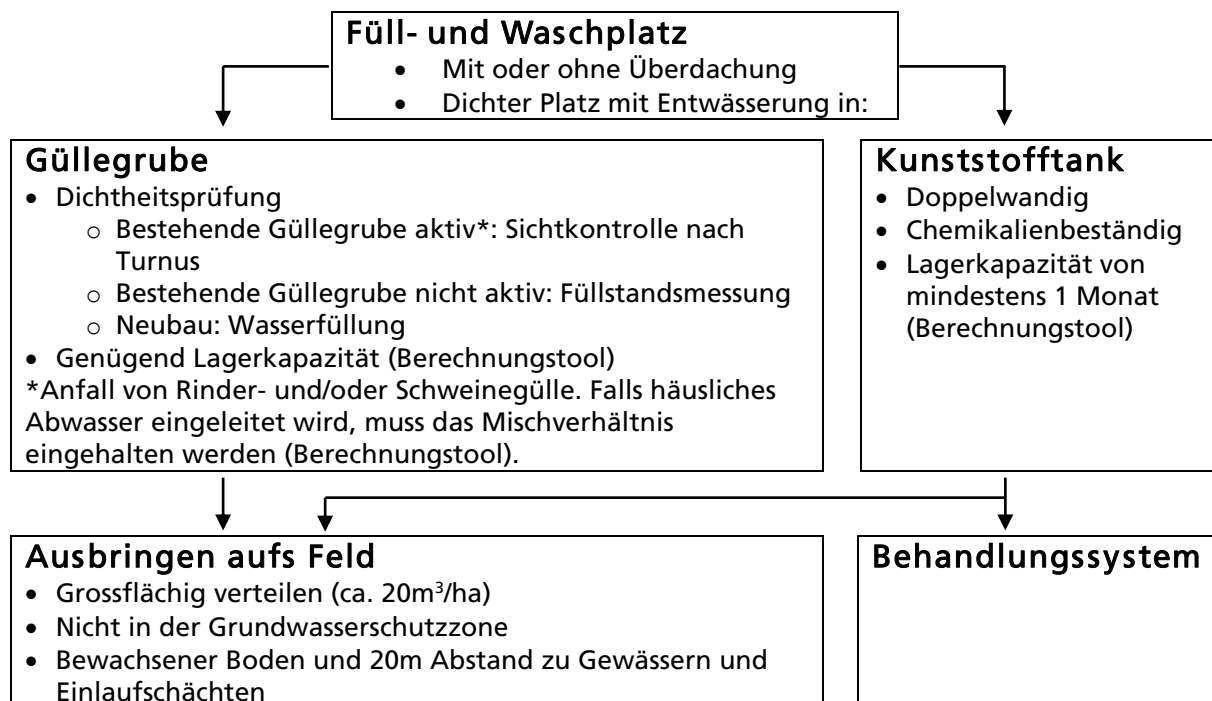 Füll- und Waschplatz
• Mit oder ohne Überdachung
• Dichter Platz mit Entwässerung in:
Güllegrube
• Dichtheitsprüfung
○ Bestehende Güllegrube aktiv*: Sichtkontrolle nach
Turnus
○ Bestehende Güllegrube nicht aktiv: Füllstandsmessung
○ Neubau: Wasserfüllung
• Genügend Lagerkapazität (Berechnungstool)
*Anfall von Rinder- und/oder Schweinegülle. Falls häusliches
Abwasser eingeleitet wird, muss das Mischverhältnis
eingehalten werden (Berechnungstool).
Kunststofftank
• Doppelwandig
• Chemikalienbeständig
• Lagerkapazität von
mindestens 1 Monat
(Berechnungstool)
Ausbringen aufs Feld
• Grossflächig verteilen (ca. 20m³/ha)
• Nicht in der Grundwasserschutzzone
• Bewachsener Boden und 20m Abstand zu Gewässern und
Einlaufschächten
Behandlungssystem